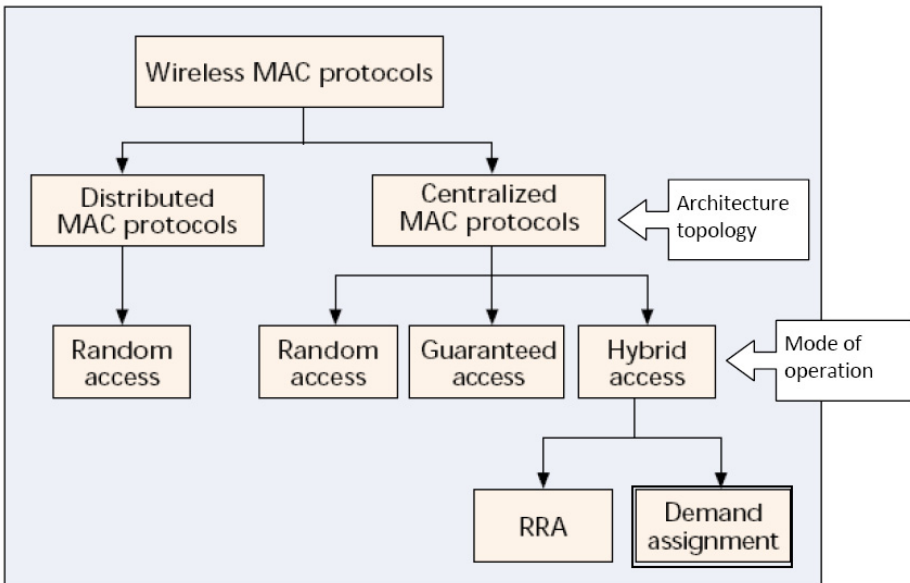 Wireless MAC protocols
Distributed
MAC protocols
Centralized
MAC protocols
Architecture
topology
Random
access
Random
access
Guaranteed
access
Hybrid
access
Mode of
operation
RRA
Demand
assignment